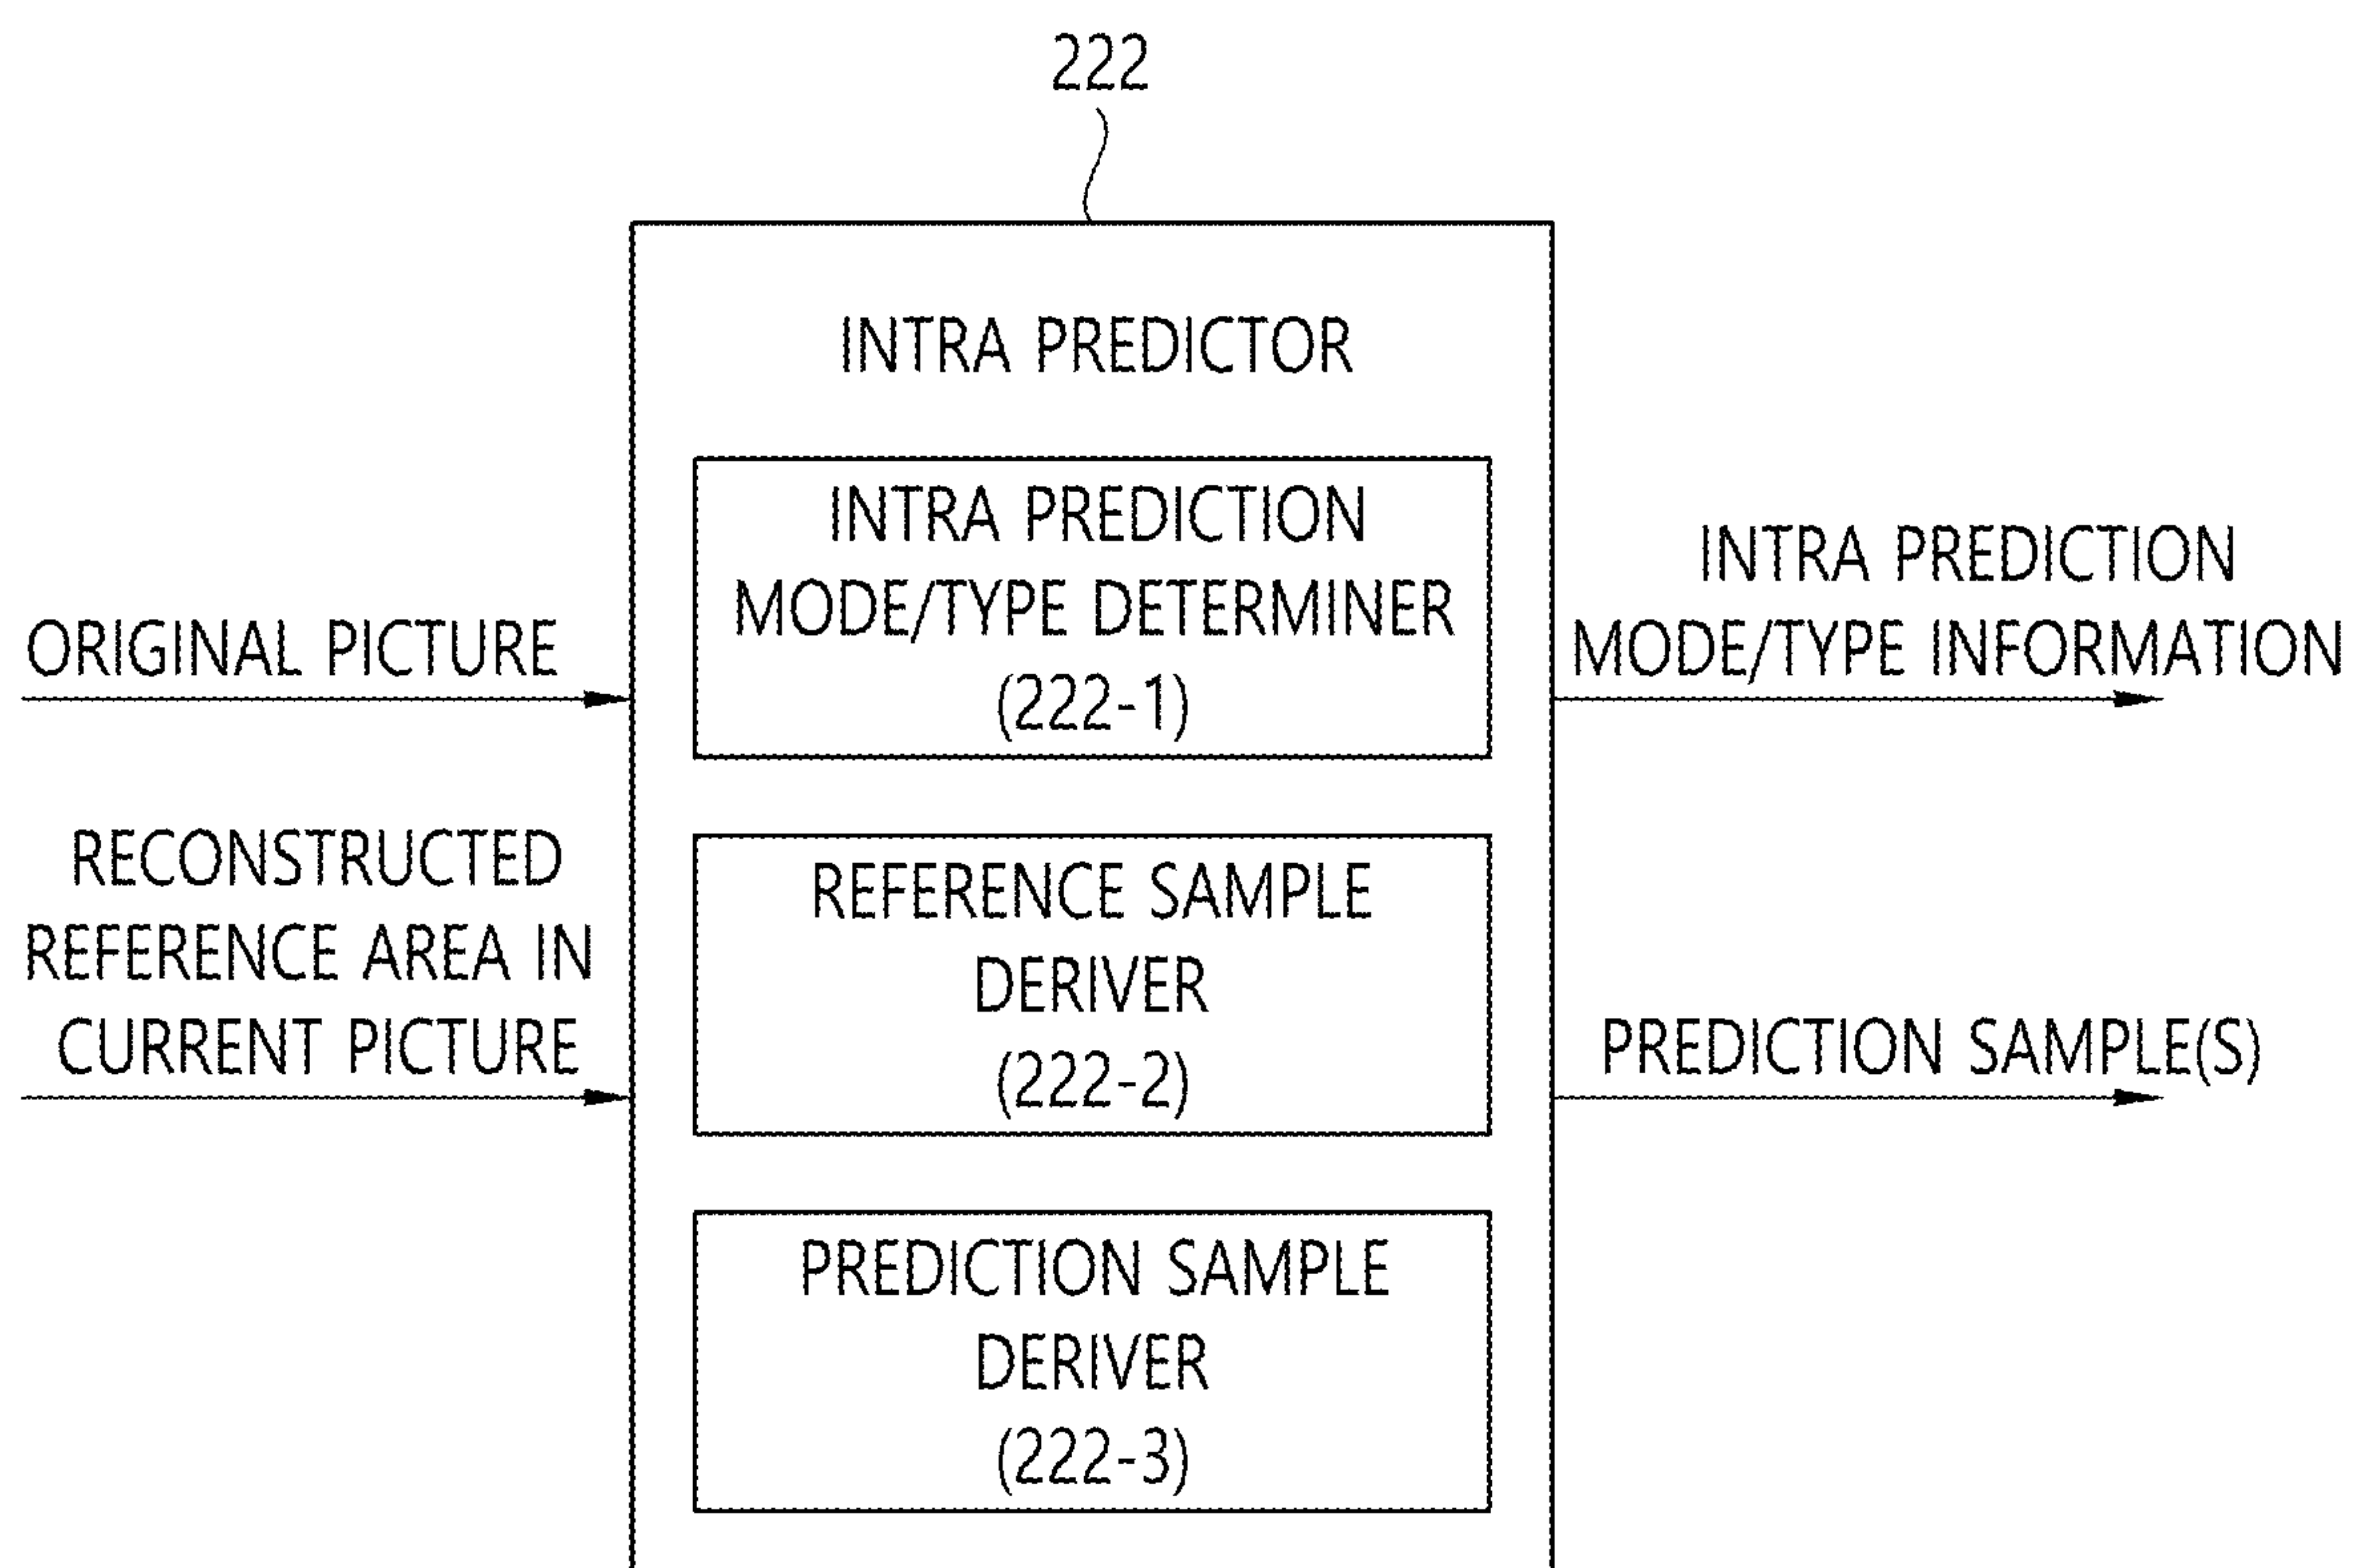 222
INTRA PREDICTOR
INTRA PREDICTION
MODE/TYPE DETERMINER
(222-1)
REFERENCE SAMPLE
DERIVER
(222-2)
PREDICTION SAMPLE
DERIVER
(222-3)
ORIGINAL PICTURE
RECONSTRUCTED
REFERENCE AREA IN
CURRENT PICTURE
INTRA PREDICTION
MODE/TYPE INFORMATION
PREDICTION SAMPLE(S)